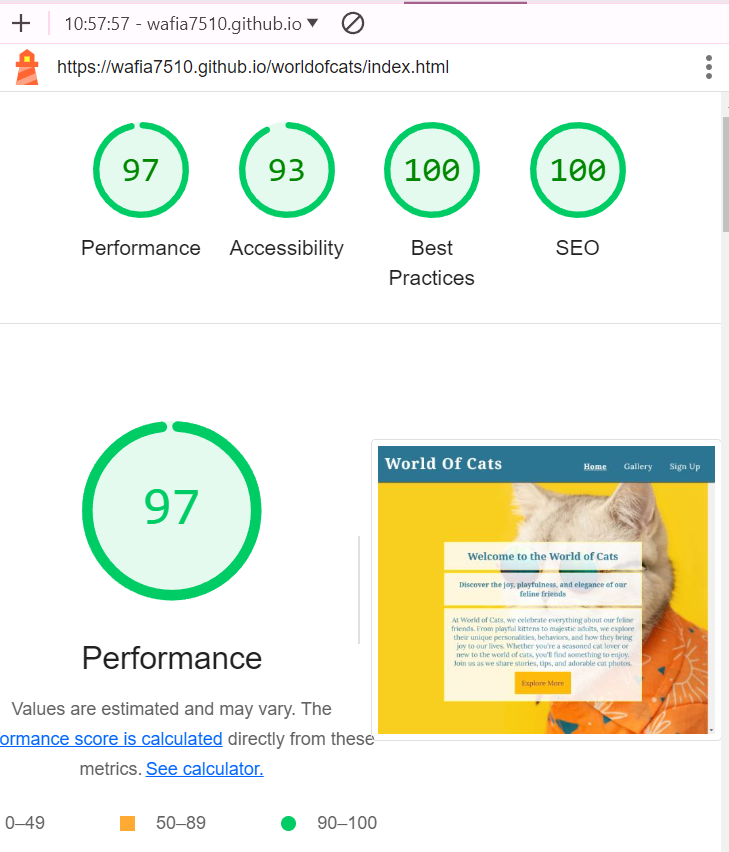 10:57:57 - wafia7510.github.io
https://wafia7510.github.io/worldofcats/index.html
97
93
100
100
Performance
Accessibility
Best
Practices
SEO
97
Performance
Values are estimated and may vary. The
ormance score is calculated directly from these
metrics. See calculator.
0–49
50–89
90–100
World Of Cats
Home
Gallery
Sign Up
Welcome to the World of Cats
Discover the joy, playfulness, and elegance of our
feline friends
At World of Cats, we celebrate everything about our feline
friends. From playful kittens to majestic adults, we explore
their unique personalities, behaviors, and how they bring
joy to our lives. Whether you're a seasoned cat lover or
new to the world of cats, you'll find something to enjoy.
Join us as we share stories, tips, and adorable cat photos.
Explore More